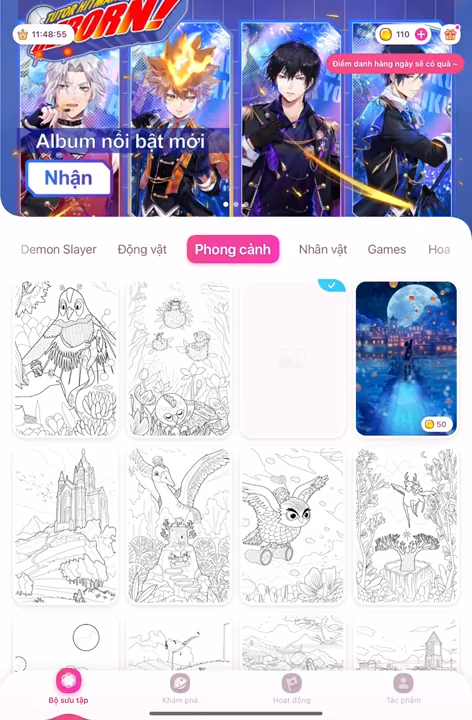 TUTOR HITMAN
REBORN!
11:48:55
110
Điểm danh hàng ngày sẽ có quà ~
Album nổi bật mới
Nhận
Demon Slayer
Động vật
Phong cảnh
Nhân vật
Games
Hoa
50
Bộ sưu tập
Khám phá
Hoạt động
Tác phẩm